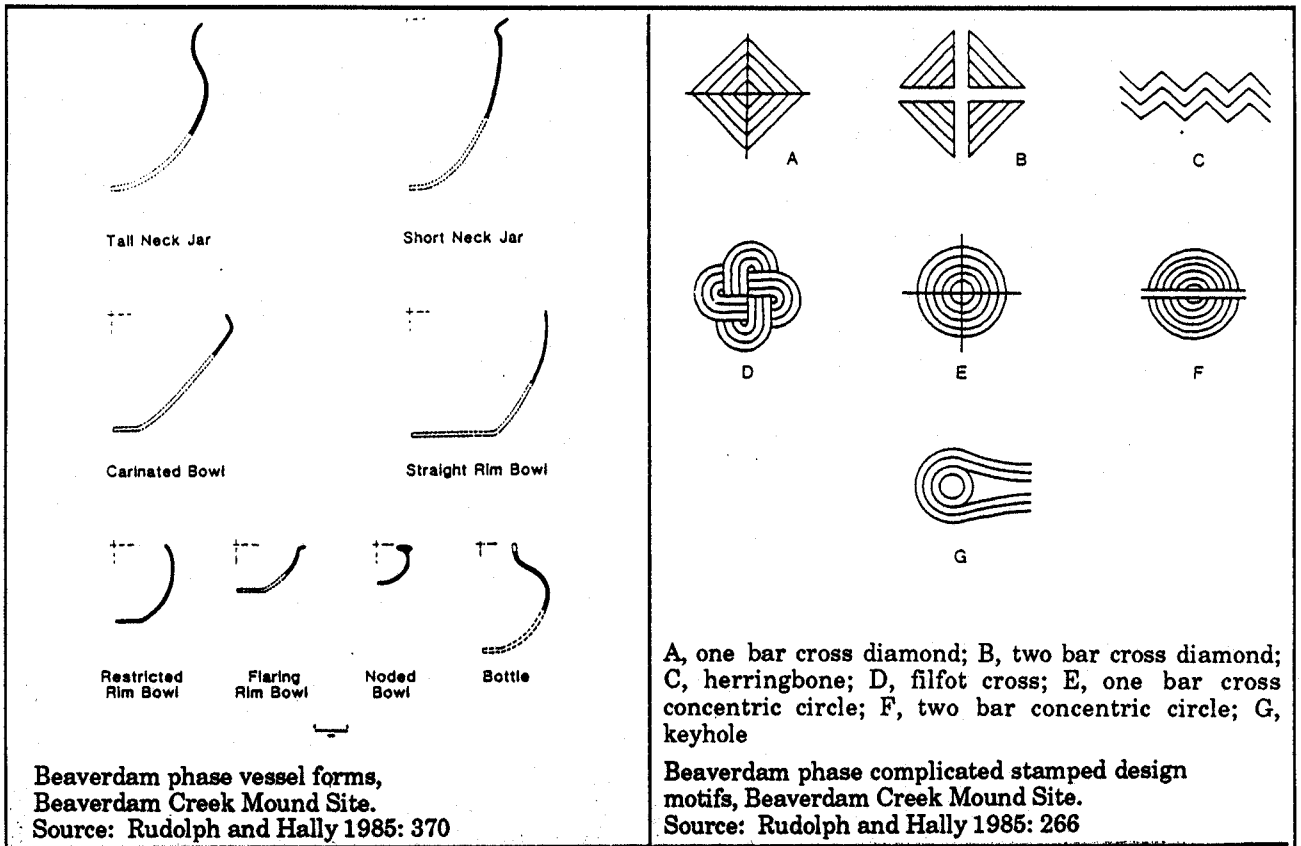 Tall Neck Jar
Short Neck Jar
Carinated Bowl
Straight Rim Bowl
Restricted
Rim Bowl
Flaring
Rim Bowl
Noded
Bowl
Bottle
Beaverdam phase vessel forms,
Beaverdam Creek Mound Site.
Source: Rudolph and Hally 1985: 370
A
B
C
D
E
F
G
A, one bar cross diamond; B, two bar cross diamond;
C, herringbone; D, filfot cross; E, one bar cross
concentric circle; F, two bar concentric circle; G,
keyhole
Beaverdam phase complicated stamped design
motifs, Beaverdam Creek Mound Site.
Source: Rudolph and Hally 1985: 266